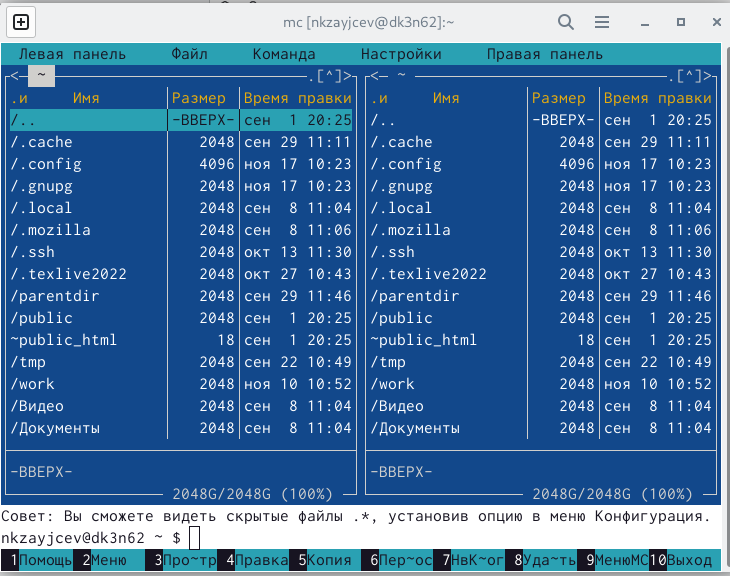 mc [nkzayjcev@dk3n62]:~
Левая панель Файл Команда Настройки Правая панель
<─ ~ .[^]> <─ ~ .[^]>
.и Имя Размер Время правки .и Имя Размер Время правки
/.. -ВВЕРХ- сен 1 20:25 /.. -ВВЕРХ- сен 1 20:25
/.cache 2048 сен 29 11:11 /.cache 2048 сен 29 11:11
/.config 4096 ноя 17 10:23 /.config 4096 ноя 17 10:23
/.gnupg 2048 ноя 17 10:23 /.gnupg 2048 ноя 17 10:23
/.local 2048 сен 8 11:04 /.local 2048 сен 8 11:04
/.mozilla 2048 сен 8 11:06 /.mozilla 2048 сен 8 11:06
/.ssh 2048 окт 13 11:30 /.ssh 2048 окт 13 11:30
/.texlive2022 2048 окт 27 10:43 /.texlive2022 2048 окт 27 10:43
/parentdir 2048 сен 29 11:46 /parentdir 2048 сен 29 11:46
/public 2048 сен 1 20:25 /public 2048 сен 1 20:25
~public_html 18 сен 1 20:25 ~public_html 18 сен 1 20:25
/tmp 2048 сен 22 10:49 /tmp 2048 сен 22 10:49
/work 2048 ноя 10 10:52 /work 2048 ноя 10 10:52
/Видео 2048 сен 8 11:04 /Видео 2048 сен 8 11:04
/Документы 2048 сен 8 11:04 /Документы 2048 сен 8 11:04
-ВВЕРХ- -ВВЕРХ-
2048G/2048G (100%) 2048G/2048G (100%)
Совет: Вы сможете видеть скрытые файлы .*, установив опцию в меню Конфигурация.
nkzayjcev@dk3n62 ~ $
1Помощь 2Меню 3Про~тр 4Правка 5Копия 6Пер~ос 7НвК~ог 8Уда~ть 9МенюMC 10Выход